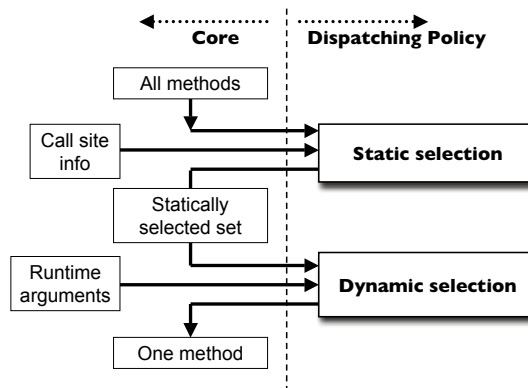 Core
Dispatching Policy
All methods
Call site
info
Static selection
Statically
selected set
Runtime
arguments
Dynamic selection
One method